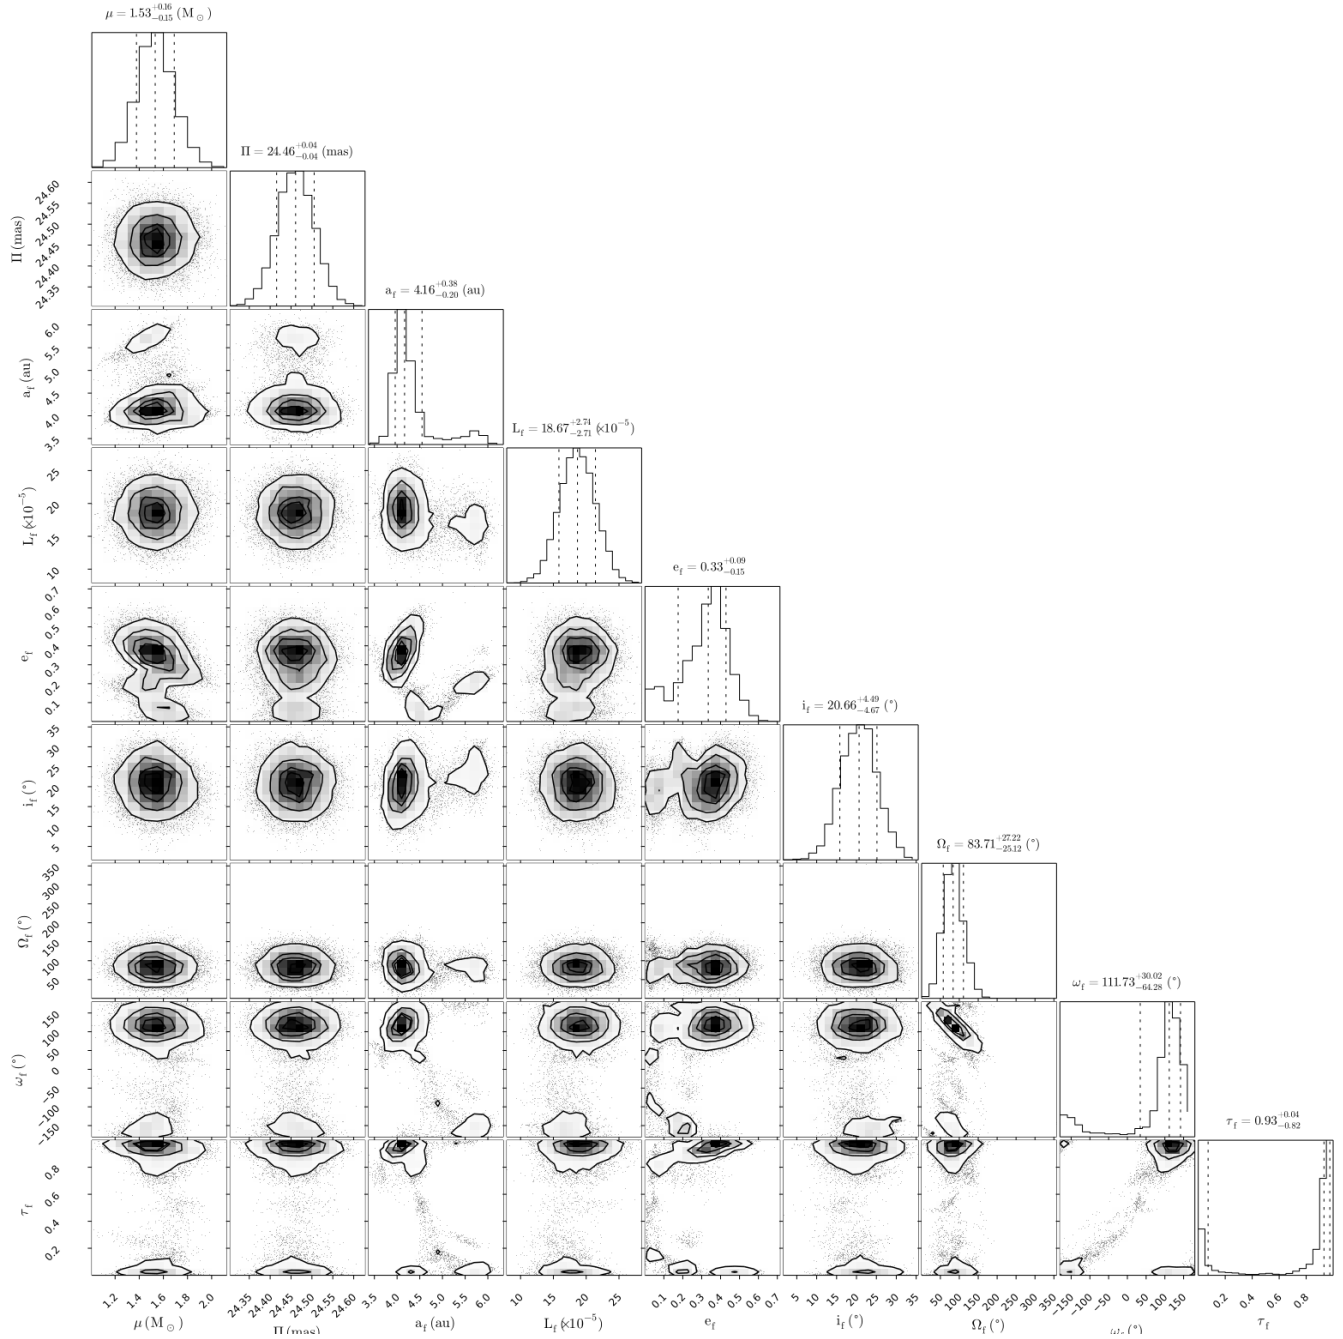 μ = 1.53^{+0.16}_{−0.15} (M_⊙)
Π = 24.46^{+0.04}_{−0.04} (mas)
24.60
24.55
24.50
24.45
24.40
24.35
Π (mas)
a_f = 4.16^{+0.38}_{−0.20} (au)
6.0
5.5
5.0
4.5
4.0
3.5
a_f (au)
L_f = 18.67^{+2.74}_{−2.71} (×10^{−5})
25
20
15
10
L_f (×10^{−5})
e_f = 0.33^{+0.09}_{−0.15}
0.7
0.6
0.5
0.4
0.3
0.2
0.1
e_f
i_f = 20.66^{+4.49}_{−4.67} (°)
35
30
25
20
15
10
5
i_f (°)
Ω_f = 83.71^{+27.22}_{−25.12} (°)
350
300
250
200
150
100
50
Ω_f (°)
ω_f = 111.73^{+30.02}_{−64.28} (°)
150
100
50
0
−50
−100
−150
ω_f (°)
τ_f = 0.93^{+0.04}_{−0.82}
0.8
0.6
0.4
0.2
τ_f
1.2 1.4 1.6 1.8 2.0
24.35 24.40 24.45 24.50 24.55 24.60
3.5 4.0 4.5 5.0 5.5 6.0
10 15 20 25
0.1 0.2 0.3 0.4 0.5 0.6 0.7
5 10 15 20 25 30 35
50 100 150 200 250 300 350
−150 −100 −50 0 50 100 150
0.2 0.4 0.6 0.8
μ (M_⊙) Π (mas) a_f (au) L_f (×10^{−5}) e_f i_f (°) Ω_f (°) ω_f (°) τ_f